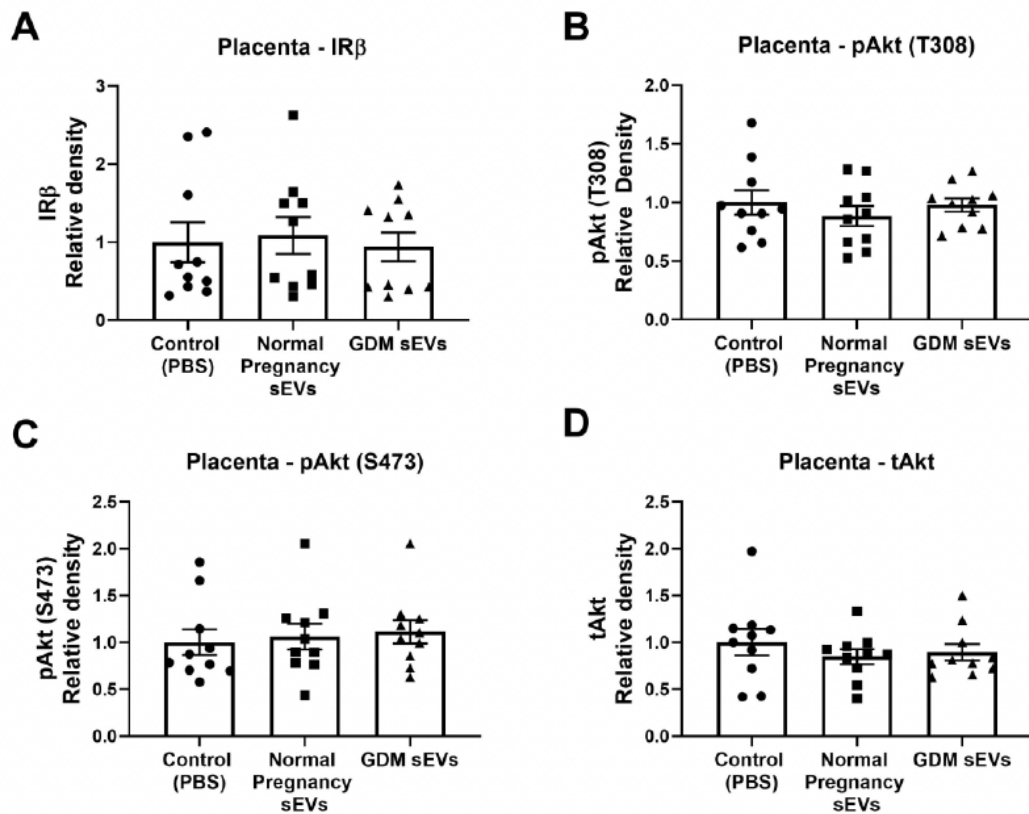 A
Placenta - IRβ
IRβ
Relative density
3
2
1
0
Control
(PBS)
Normal
Pregnancy
sEVs
GDM sEVs
B
Placenta - pAkt (T308)
pAkt (T308)
Relative Density
2.0
1.5
1.0
0.5
0.0
Control
(PBS)
Normal
Pregnancy
sEVs
GDM sEVs
C
Placenta - pAkt (S473)
pAkt (S473)
Relative density
2.5
2.0
1.5
1.0
0.5
0.0
Control
(PBS)
Normal
Pregnancy
sEVs
GDM sEVs
D
Placenta - tAkt
tAkt
Relative density
2.5
2.0
1.5
1.0
0.5
0.0
Control
(PBS)
Normal
Pregnancy
sEVs
GDM sEVs